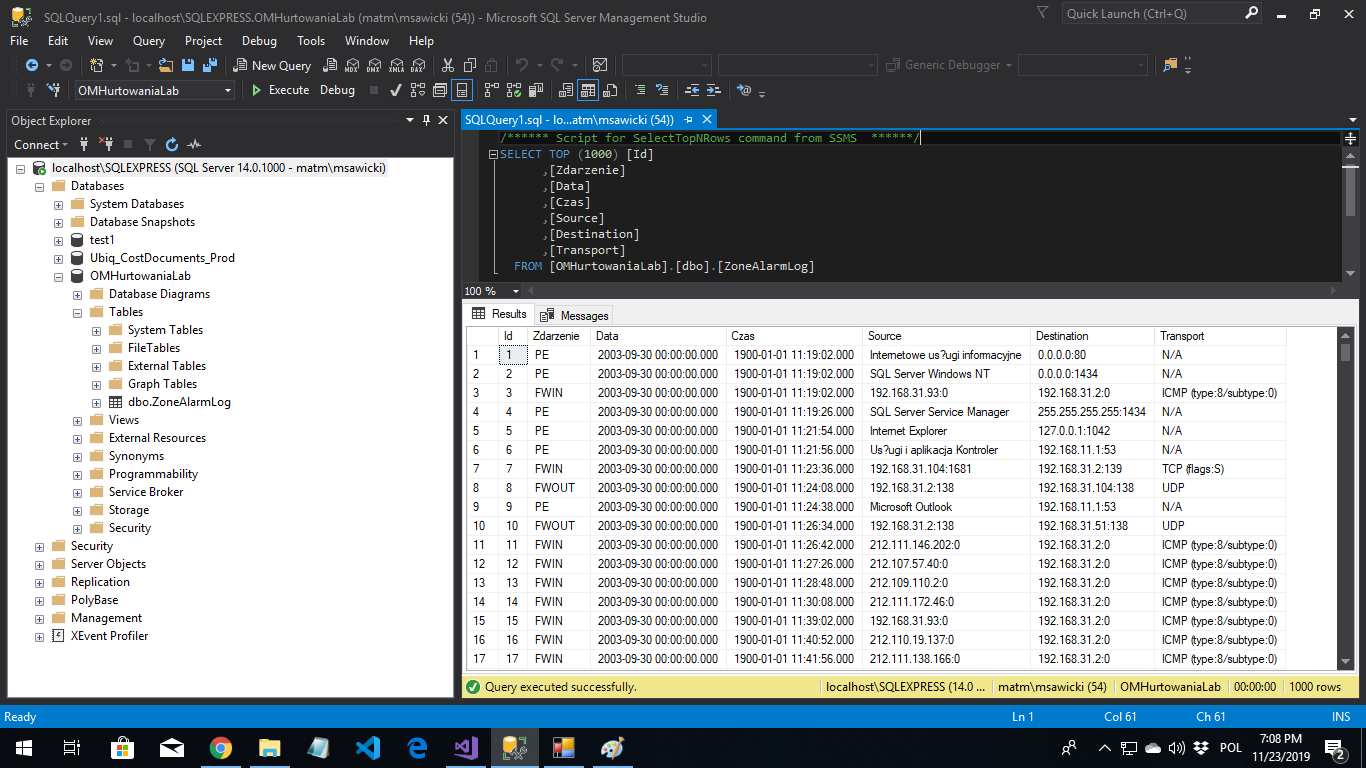 SQLQuery1.sql - localhost\SQLEXPRESS.OMHurtowaniaLab (matm\msawicki (54)) - Microsoft SQL Server Management Studio
Quick Launch (Ctrl+Q)
File Edit View Query Project Debug Tools Window Help
New Query MDX DMX XMLA DAX Generic Debugger
OMHurtowaniaLab Execute Debug
Object Explorer
Connect
localhost\SQLEXPRESS (SQL Server 14.0.1000 - matm\msawicki)
Databases
System Databases
Database Snapshots
test1
Ubiq_CostDocuments_Prod
OMHurtowaniaLab
Database Diagrams
Tables
System Tables
FileTables
External Tables
Graph Tables
dbo.ZoneAlarmLog
Views
External Resources
Synonyms
Programmability
Service Broker
Storage
Security
Security
Server Objects
Replication
PolyBase
Management
XEvent Profiler
SQLQuery1.sql - lo...atm\msawicki (54))
/****** Script for SelectTopNRows command from SSMS  ******/
SELECT TOP (1000) [Id]
,[Zdarzenie]
,[Data]
,[Czas]
,[Source]
,[Destination]
,[Transport]
FROM [OMHurtowaniaLab].[dbo].[ZoneAlarmLog]
100 %
Results Messages
Id Zdarzenie Data Czas Source Destination Transport
1 1 PE 2003-09-30 00:00:00.000 1900-01-01 11:19:02.000 Internetowe us?ugi informacyjne 0.0.0.0:80 N/A
2 2 PE 2003-09-30 00:00:00.000 1900-01-01 11:19:02.000 SQL Server Windows NT 0.0.0.0:1434 N/A
3 3 FWIN 2003-09-30 00:00:00.000 1900-01-01 11:19:02.000 192.168.31.93:0 192.168.31.2:0 ICMP (type:8/subtype:0)
4 4 PE 2003-09-30 00:00:00.000 1900-01-01 11:19:26.000 SQL Server Service Manager 255.255.255.255:1434 N/A
5 5 PE 2003-09-30 00:00:00.000 1900-01-01 11:21:54.000 Internet Explorer 127.0.0.1:1042 N/A
6 6 PE 2003-09-30 00:00:00.000 1900-01-01 11:21:56.000 Us?ugi i aplikacja Kontroler 192.168.11.1:53 N/A
7 7 FWIN 2003-09-30 00:00:00.000 1900-01-01 11:23:36.000 192.168.31.104:1681 192.168.31.2:139 TCP (flags:S)
8 8 FWOUT 2003-09-30 00:00:00.000 1900-01-01 11:24:08.000 192.168.31.2:138 192.168.31.104:138 UDP
9 9 PE 2003-09-30 00:00:00.000 1900-01-01 11:24:38.000 Microsoft Outlook 192.168.11.1:53 N/A
10 10 FWOUT 2003-09-30 00:00:00.000 1900-01-01 11:26:34.000 192.168.31.2:138 192.168.31.51:138 UDP
11 11 FWIN 2003-09-30 00:00:00.000 1900-01-01 11:26:42.000 212.111.146.202:0 192.168.31.2:0 ICMP (type:8/subtype:0)
12 12 FWIN 2003-09-30 00:00:00.000 1900-01-01 11:27:26.000 212.107.57.40:0 192.168.31.2:0 ICMP (type:8/subtype:0)
13 13 FWIN 2003-09-30 00:00:00.000 1900-01-01 11:28:48.000 212.109.110.2:0 192.168.31.2:0 ICMP (type:8/subtype:0)
14 14 FWIN 2003-09-30 00:00:00.000 1900-01-01 11:30:08.000 212.111.172.46:0 192.168.31.2:0 ICMP (type:8/subtype:0)
15 15 FWIN 2003-09-30 00:00:00.000 1900-01-01 11:39:02.000 192.168.31.93:0 192.168.31.2:0 ICMP (type:8/subtype:0)
16 16 FWIN 2003-09-30 00:00:00.000 1900-01-01 11:40:52.000 212.110.19.137:0 192.168.31.2:0 ICMP (type:8/subtype:0)
17 17 FWIN 2003-09-30 00:00:00.000 1900-01-01 11:41:56.000 212.111.138.166:0 192.168.31.2:0 ICMP (type:8/subtype:0)
Query executed successfully. localhost\SQLEXPRESS (14.0 ... matm\msawicki (54) OMHurtowaniaLab 00:00:00 1000 rows
Ready Ln 1 Col 61 Ch 61 INS
POL 7:08 PM
11/23/2019 2